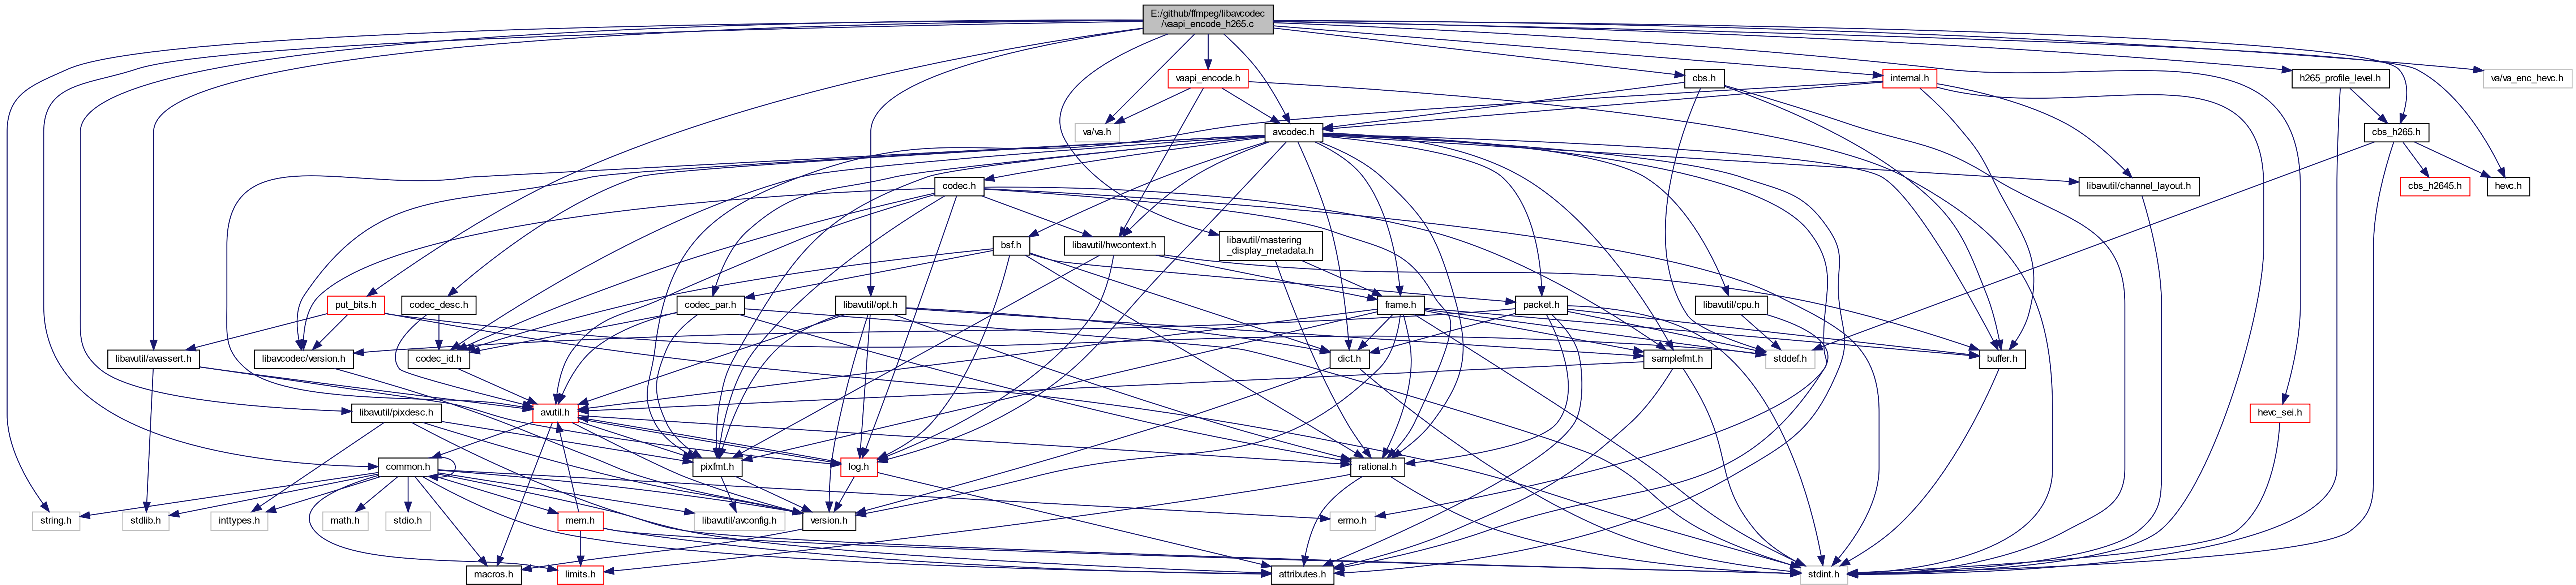 E:/github/ffmpeg/libavcodec
/vaapi_encode_h265.c
vaapi_encode.h
cbs.h
internal.h
h265_profile_level.h
va/va_enc_hevc.h
va/va.h
avcodec.h
cbs_h265.h
codec.h
libavutil/channel_layout.h
cbs_h2645.h
hevc.h
bsf.h
libavutil/hwcontext.h
libavutil/mastering
_display_metadata.h
put_bits.h
codec_desc.h
codec_par.h
libavutil/opt.h
frame.h
packet.h
libavutil/cpu.h
libavutil/avassert.h
libavcodec/version.h
codec_id.h
dict.h
samplefmt.h
stddef.h
buffer.h
libavutil/pixdesc.h
avutil.h
hevc_sei.h
common.h
pixfmt.h
log.h
rational.h
string.h
stdlib.h
inttypes.h
math.h
stdio.h
mem.h
libavutil/avconfig.h
version.h
errno.h
macros.h
limits.h
attributes.h
stdint.h